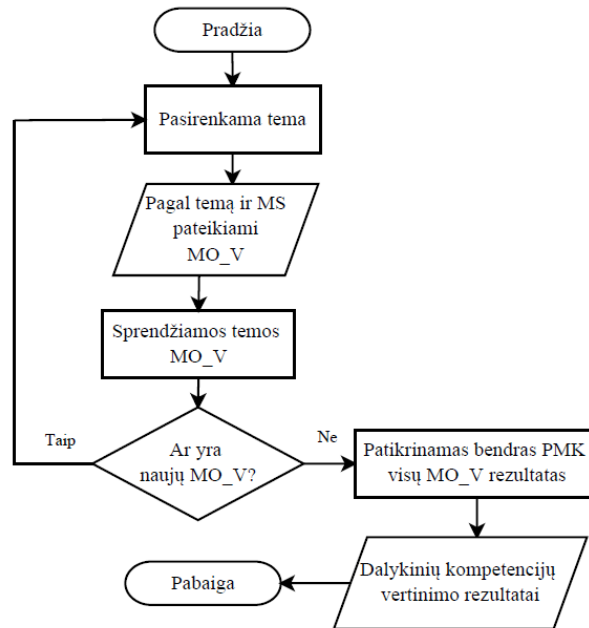 Pradžia
Pasirenkama tema
Pagal temą ir MS
pateikiami
MO_V
Sprendžiamos temos
MO_V
Taip
Ar yra
naujų MO_V?
Ne
Patikrinamas bendras PMK
visų MO_V rezultatas
Dalykinių kompetencijų
vertinimo rezultatai
Pabaiga